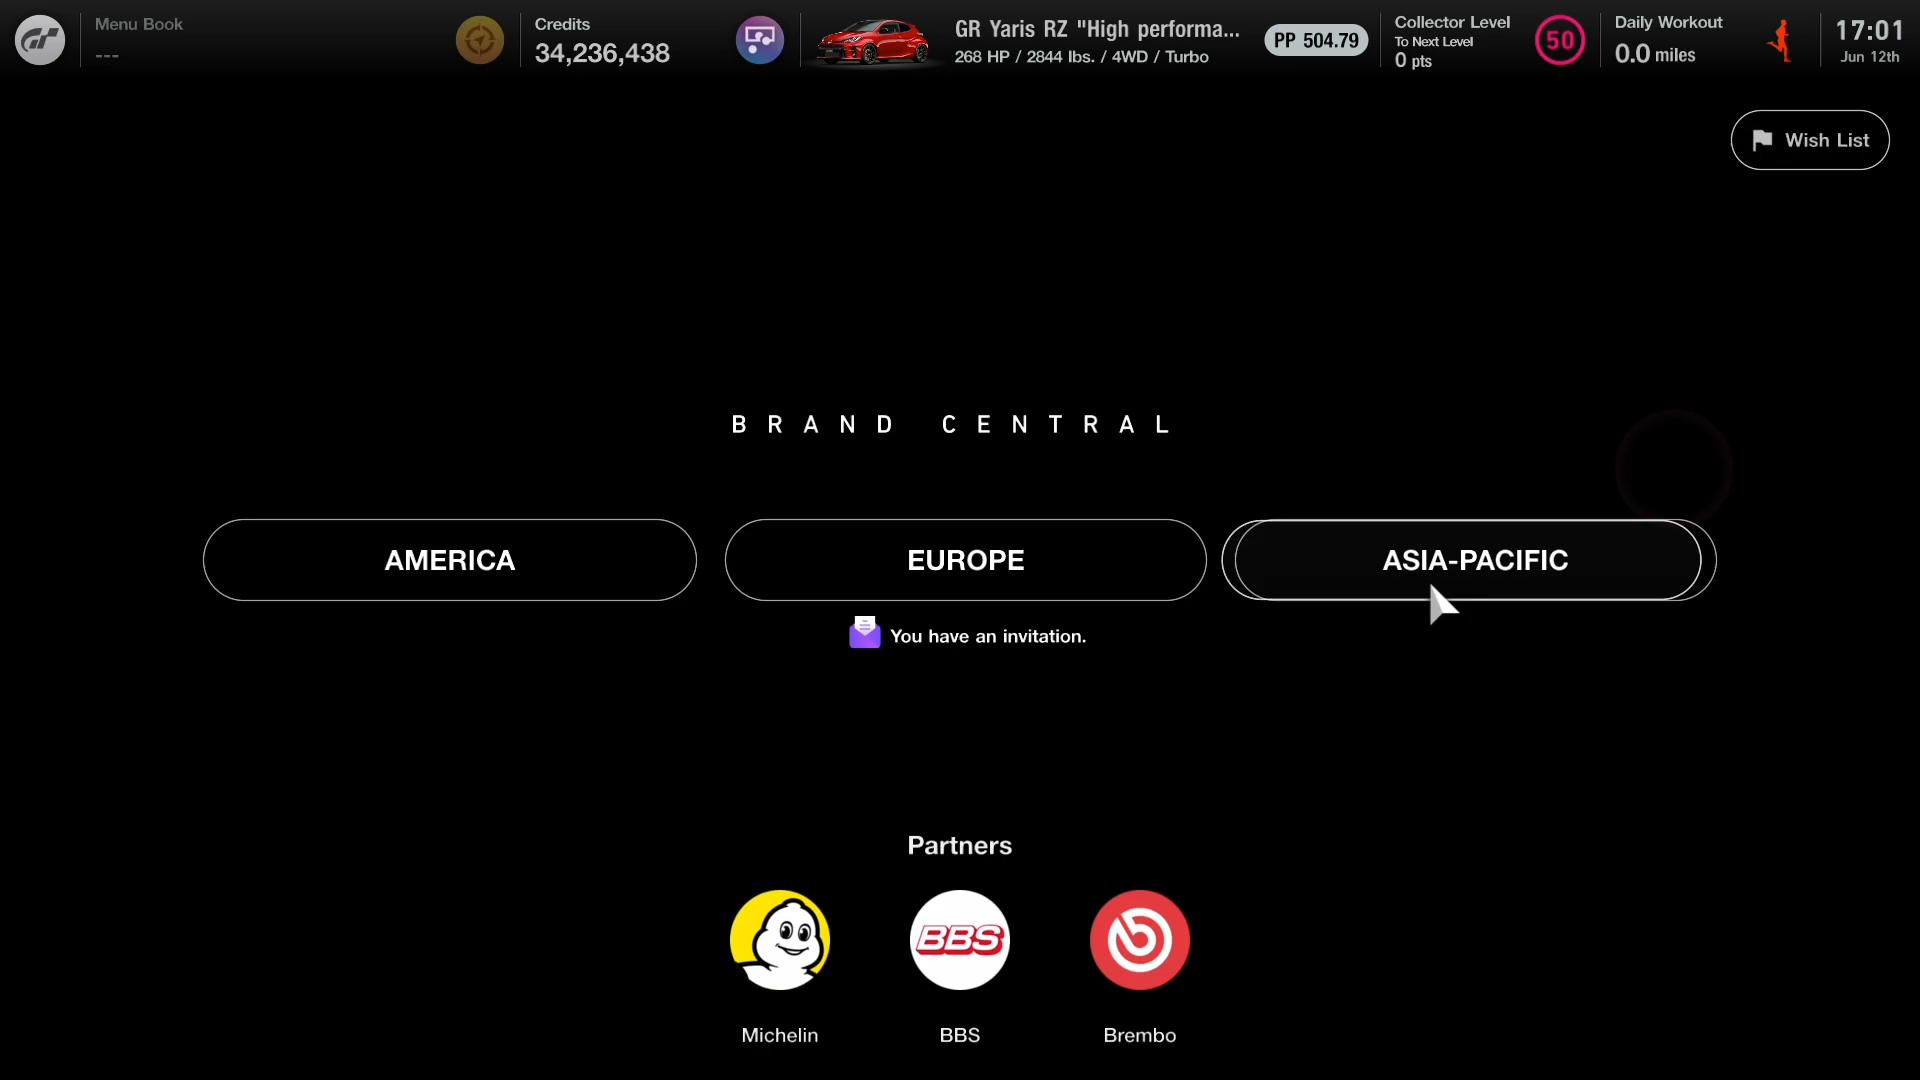 Menu Book
---
Credits
34,236,438
GR Yaris RZ "High performa...
268 HP / 2844 lbs. / 4WD / Turbo
PP 504.79
Collector Level
To Next Level
0 pts
50
Daily Workout
0.0 miles
17:01
Jun 12th
Wish List
BRAND CENTRAL
AMERICA
EUROPE
ASIA-PACIFIC
You have an invitation.
Partners
BBS
Michelin
BBS
Brembo